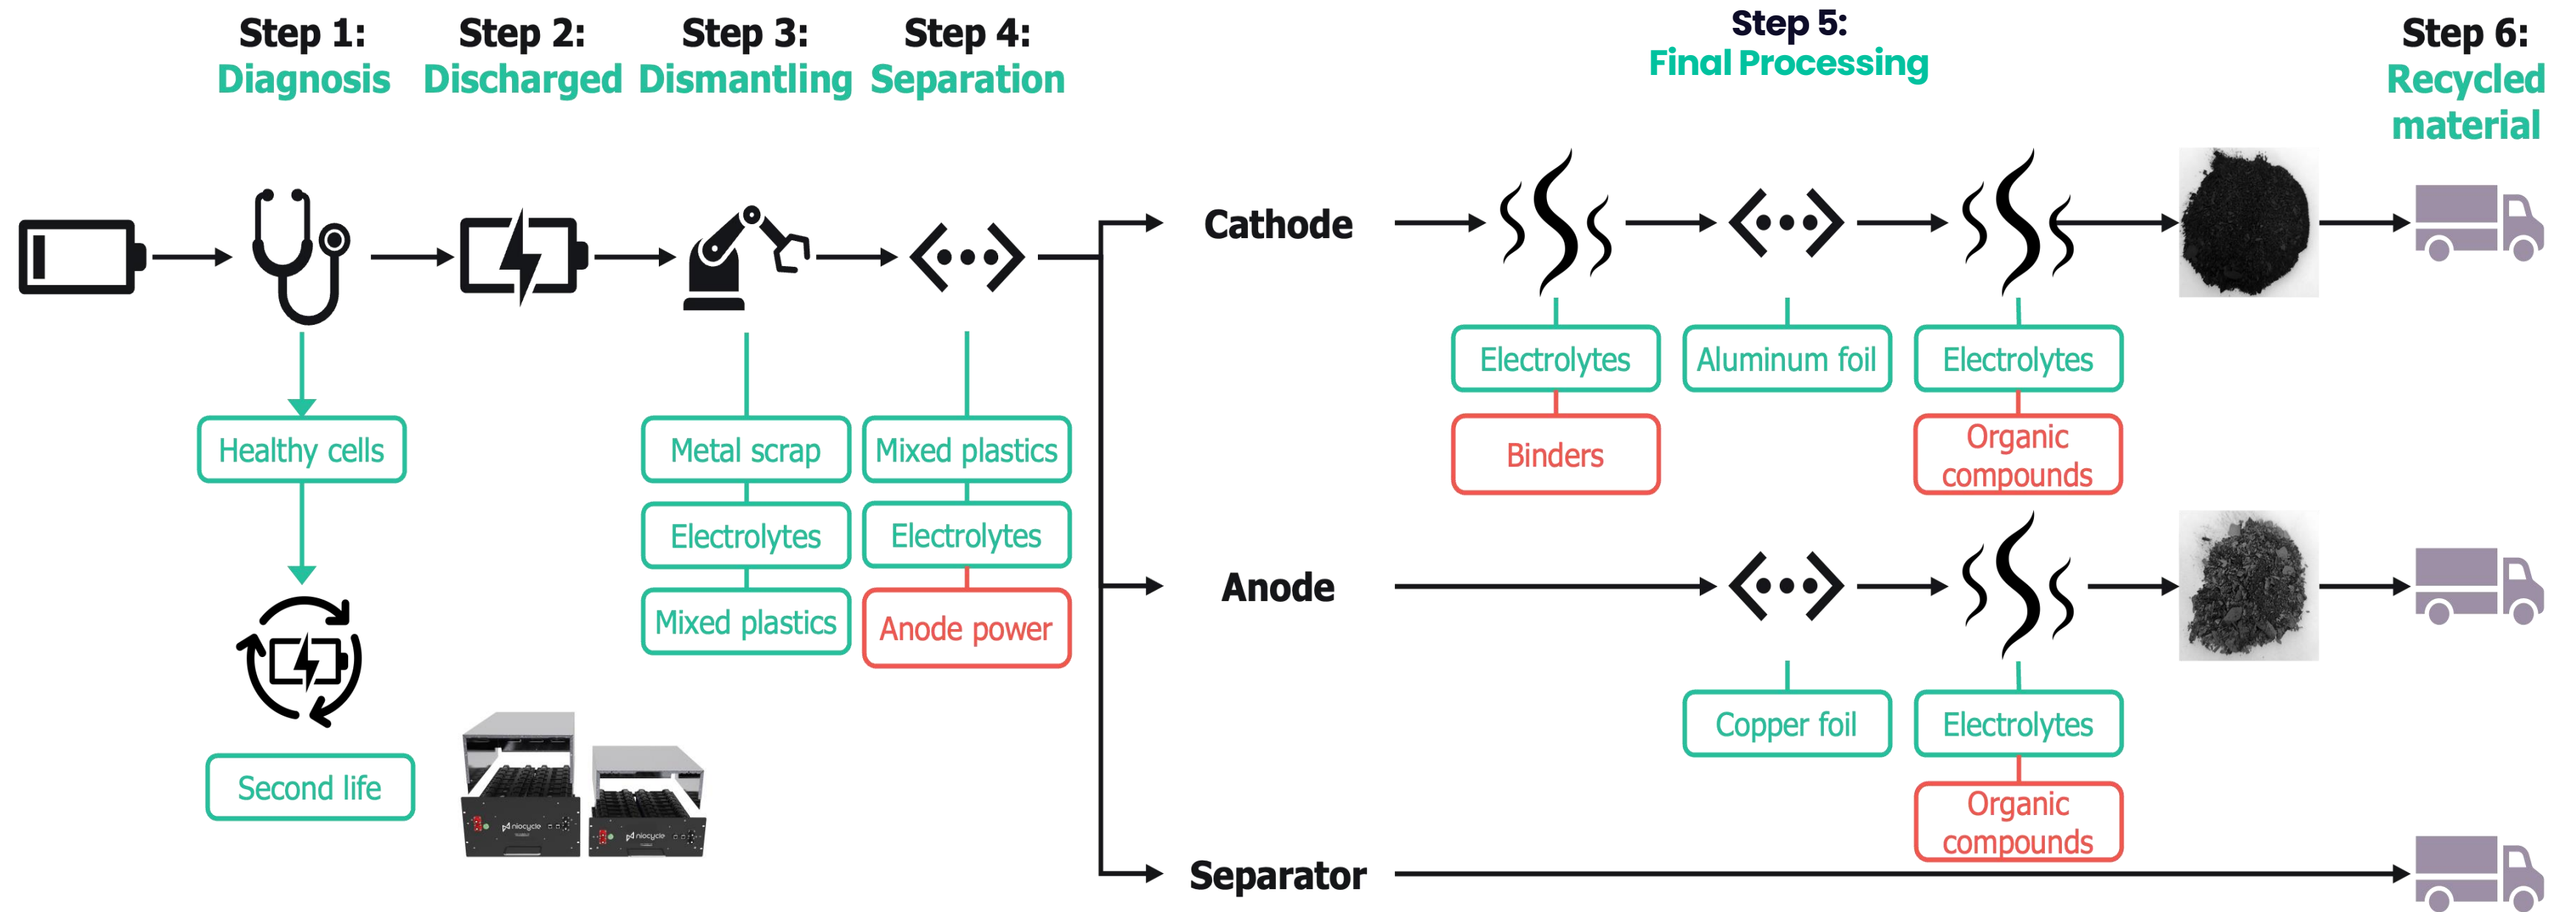 Step 1:
Diagnosis
Step 2:
Discharged
Step 3:
Dismantling
Step 4:
Separation
Step 5:
Final Processing
Step 6:
Recycled
material
Healthy cells
Second life
Metal scrap
Electrolytes
Mixed plastics
Mixed plastics
Electrolytes
Anode power
niocycle
niocycle
Cathode
Electrolytes
Binders
Aluminum foil
Electrolytes
Organic
compounds
Anode
Copper foil
Electrolytes
Organic
compounds
Separator